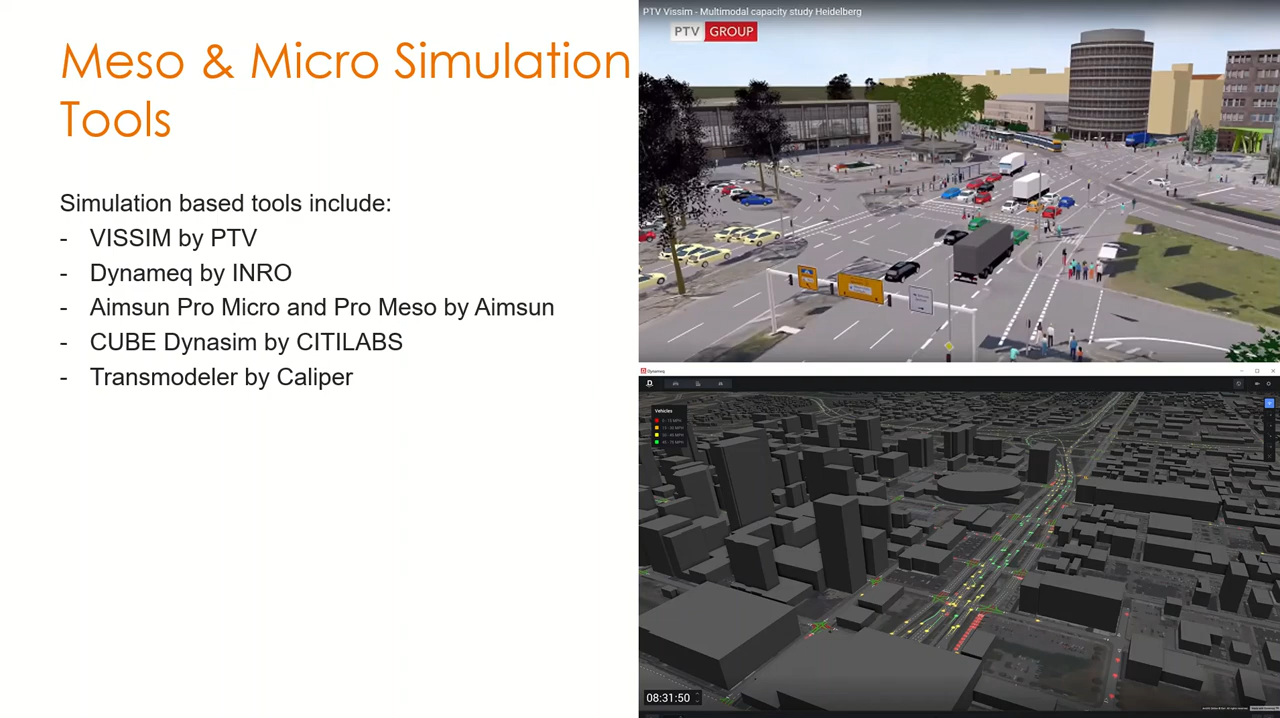 Meso & Micro Simulation
Tools
Simulation based tools include:
- VISSIM by PTV
- Dynameq by INRO
- Aimsun Pro Micro and Pro Meso by Aimsun
- CUBE Dynasim by CITILABS
- Transmodeler by Caliper
PTV Vissim - Multimodal capacity study Heidelberg
PTV GROUP
Dynameq
Vehicles
08:31:50